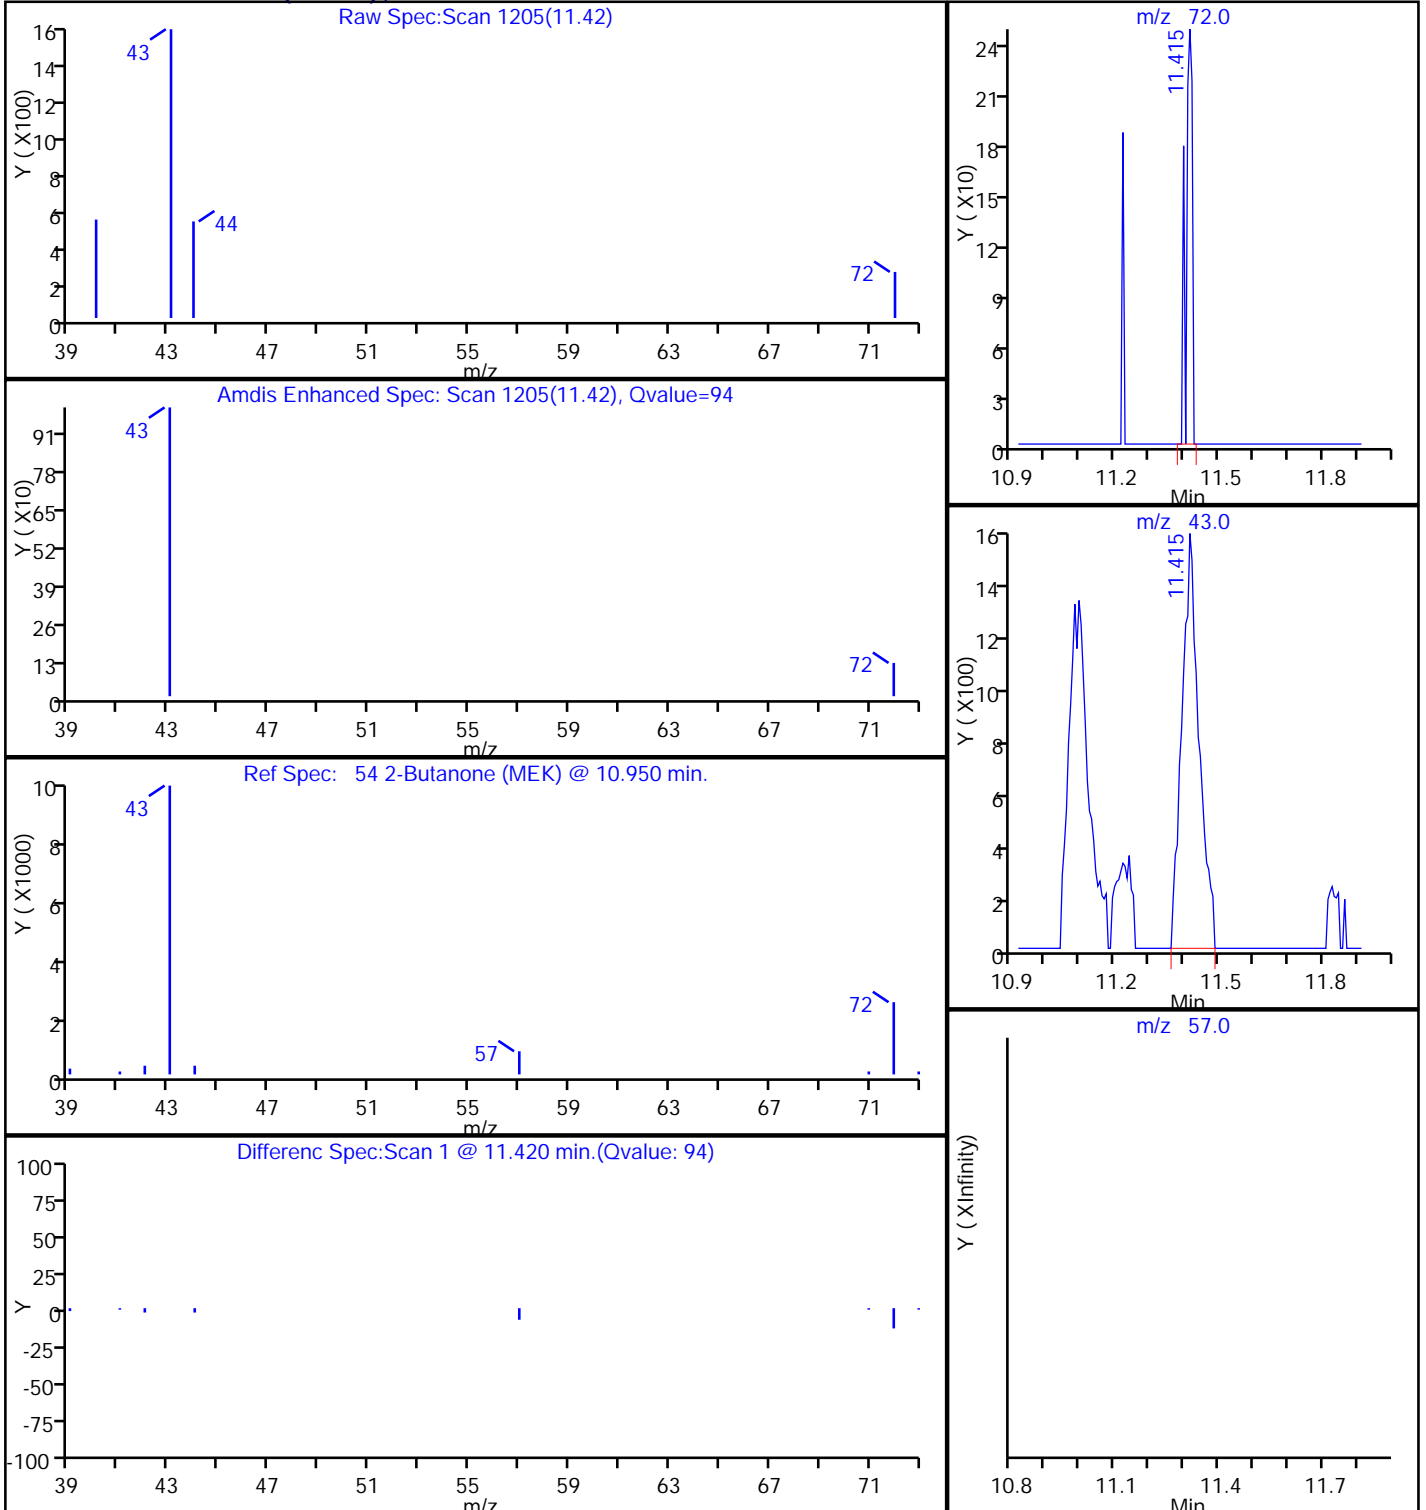 Raw Spec:Scan 1205(11.42)
16
14
12
10
8
6
4
2
0
Y ( X100)
43
44
72
39 43 47 51 55 59 63 67 71
m/z
Amdis Enhanced Spec: Scan 1205(11.42), Qvalue=94
91
78
65
52
39
26
13
0
Y ( X10)
43
72
39 43 47 51 55 59 63 67 71
m/z
Ref Spec: 54 2-Butanone (MEK) @ 10.950 min.
10
8
6
4
2
0
Y ( X1000)
43
57
72
39 43 47 51 55 59 63 67 71
m/z
Differenc Spec:Scan 1 @ 11.420 min.(Qvalue: 94)
100
75
50
25
0
-25
-50
-75
-100
Y
39 43 47 51 55 59 63 67 71
m/z
m/z 72.0
24
21
18
15
12
9
6
3
0
Y ( X10)
11.415
10.9 11.2 11.5 11.8
Min
m/z 43.0
16
14
12
10
8
6
4
2
0
Y ( X100)
11.415
10.9 11.2 11.5 11.8
Min
m/z 57.0
Y ( XInfinity)
10.8 11.1 11.4 11.7
Min